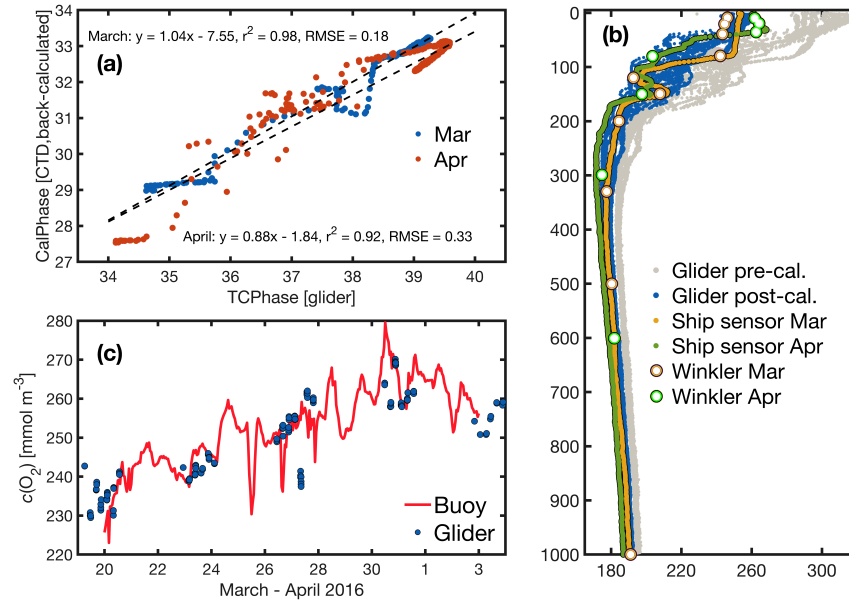 March: y = 1.04x - 7.55, r² = 0.98, RMSE = 0.18
(a)
Mar
Apr
April: y = 0.88x - 1.84, r² = 0.92, RMSE = 0.33
CalPhase [CTD,back-calculated]
33
32
31
30
29
28
27
34 35 36 37 38 39 40
TCPhase [glider]
(b)
0
100
200
300
400
500
600
700
800
900
1000
Glider pre-cal.
Glider post-cal.
Ship sensor Mar
Ship sensor Apr
Winkler Mar
Winkler Apr
180 220 260 300
(c)
c(O₂) [mmol m⁻³]
280
270
260
250
240
230
220
Buoy
Glider
20 22 24 26 28 30 1 3
March - April 2016